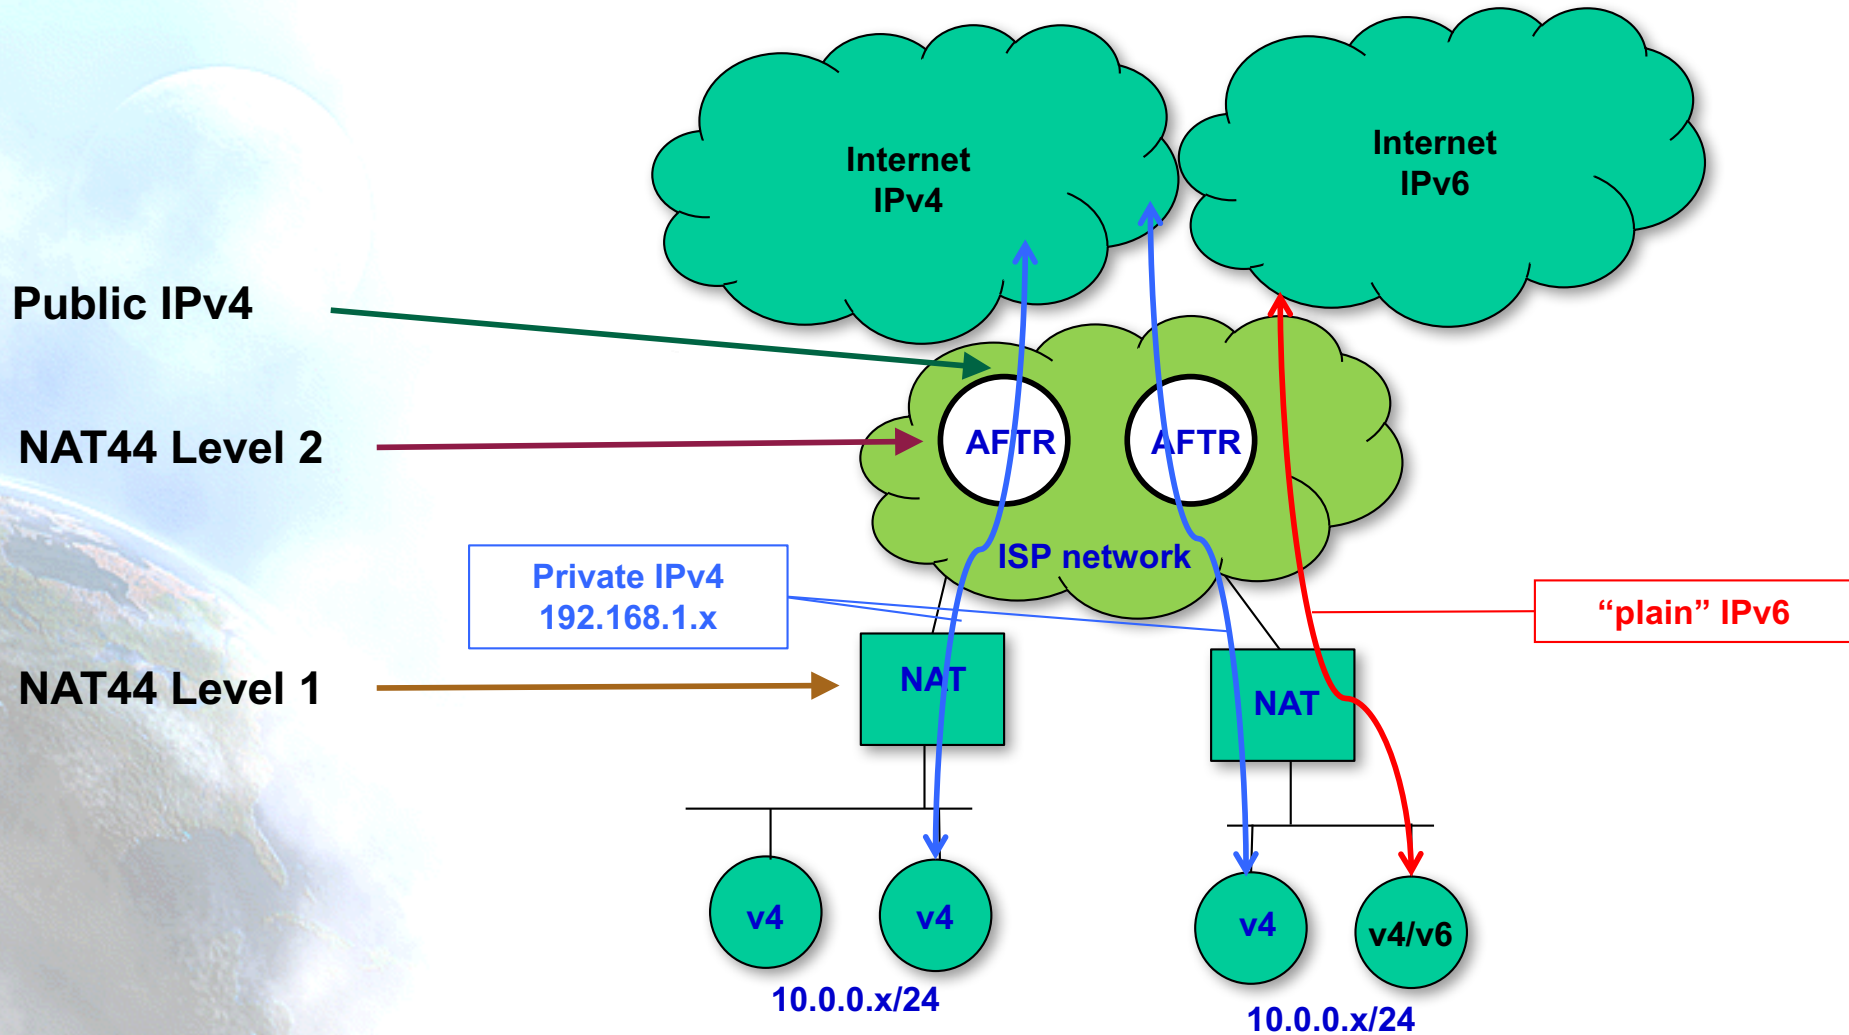 Internet
IPv4
Internet
IPv6
Public IPv4
NAT44 Level 2
AFTR
AFTR
ISP network
Private IPv4
192.168.1.x
“plain” IPv6
NAT44 Level 1
NAT
NAT
v4
v4
v4
v4/v6
10.0.0.x/24
10.0.0.x/24